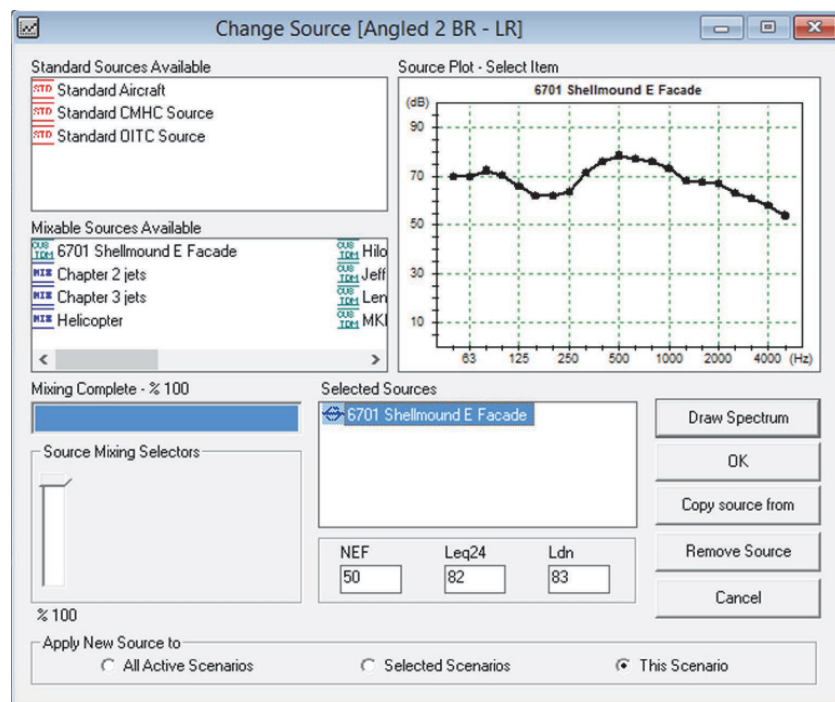 Change Source [Angled 2 BR - LR]
Standard Sources Available
STD Standard Aircraft
STD Standard CMHC Source
STD Standard OITC Source
Source Plot - Select Item
6701 Shellmound E Facade
(dB)
90
70
50
30
10
63 125 250 500 1000 2000 4000 (Hz)
Mixable Sources Available
CUS TOM 6701 Shellmound E Facade
MIX Chapter 2 jets
MIX Chapter 3 jets
MIX Helicopter
CUS TOM Hilo
CUS TOM Jeff
CUS TOM Len
CUS TOM MKI
Mixing Complete - % 100
Source Mixing Selectors
% 100
Selected Sources
6701 Shellmound E Facade
NEF Leq24 Ldn
50 82 83
Draw Spectrum
OK
Copy source from
Remove Source
Cancel
Apply New Source to
All Active Scenarios Selected Scenarios This Scenario